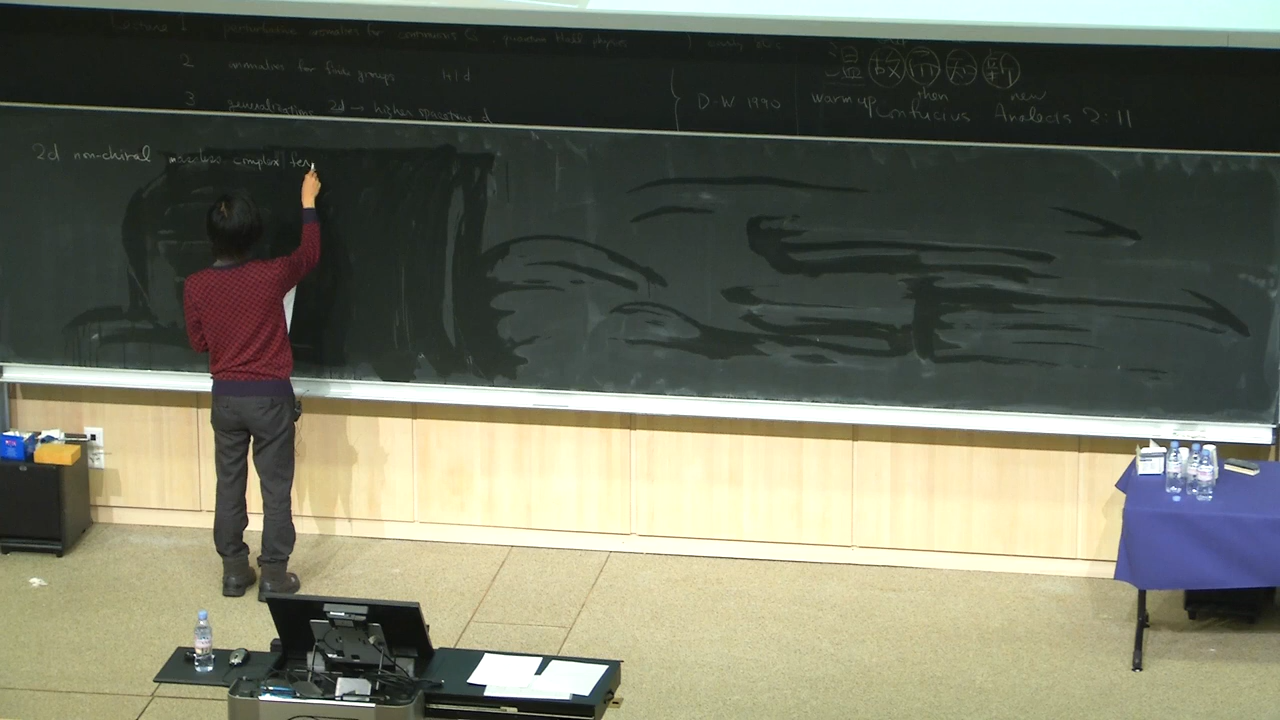 Lecture 1 perturbative anomalies for continuous G, quantum Hall physics
2 anomalies for finite groups
3 generalizations 2d → higher spacetime d
D-W 1990
温 故 而 知 新
warm up then new
Confucius Analects 2:11
2d non-chiral massless complex fer